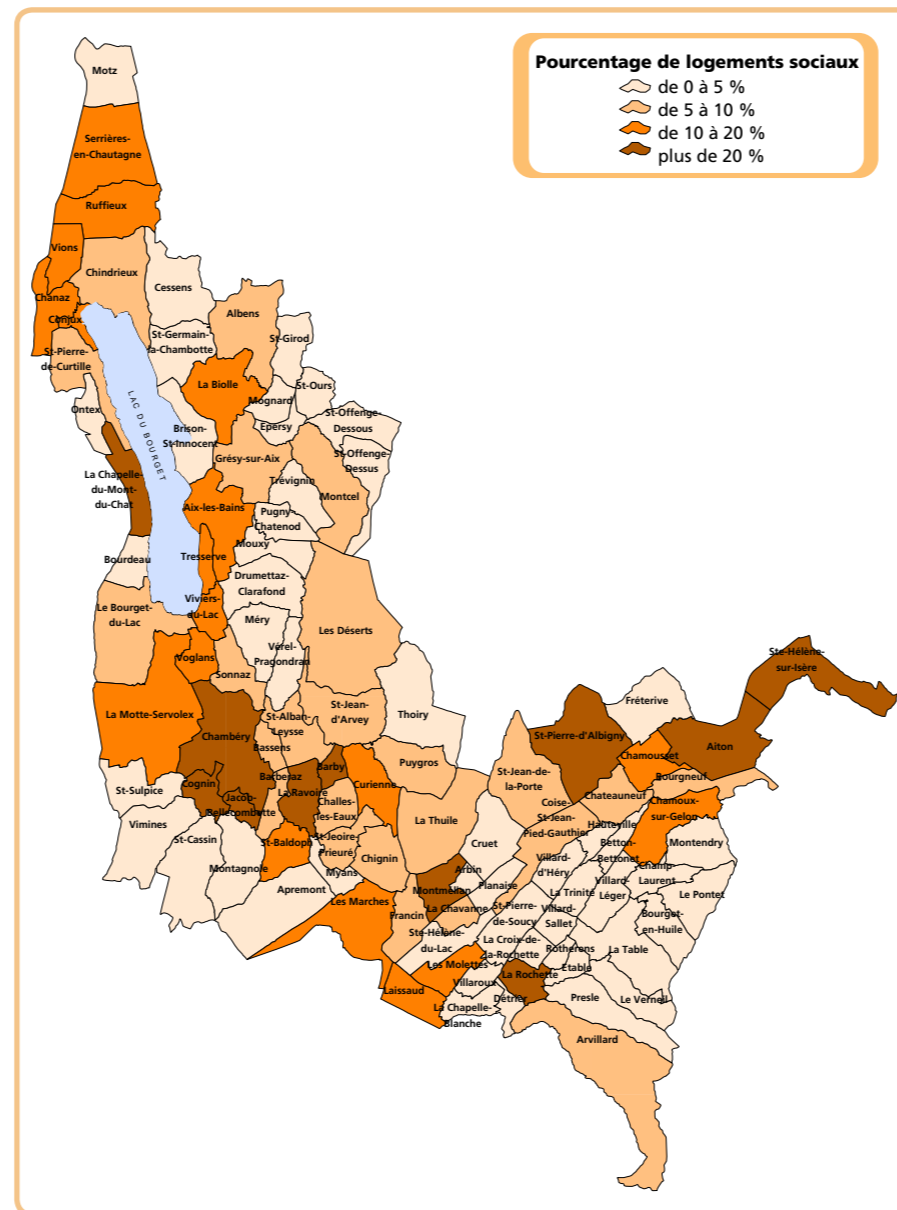 Pourcentage de logements sociaux
de 0 à 5 %
de 5 à 10 %
de 10 à 20 %
plus de 20 %
Motz
Serrières-
en-Chautagne
Ruffieux
Vions
Chindrieux
Cessens
Chanaz
Conjux
Albens
St-Germain-
la-Chambotte
St-Girod
St-Pierre-
de-Curtille
La Biolle
St-Ours
Mognard
Ontex
LAC DU BOURGET
St-Offenge-
Dessous
Brison-
St-Innocent
Epersy
St-Offenge-
Dessus
Grésy-sur-Aix
La Chapelle-
du-Mont-
du-Chat
Trévignin
Montcel
Aix-les-Bains
Pugny-
Chatenod
Mouxy
Bourdeau
Tresserve
Drumettaz-
Clarafond
Le Bourget-
du-Lac
Viviers-
du-Lac
Méry
Les Déserts
Vérel-
Pragondran
Voglans
Sonnaz
Ste-Hélène-
sur-Isère
La Motte-Servolex
St-Alban-
Leysse
St-Jean-
d'Arvey
Thoiry
Fréterive
Chambéry
Bassens
St-Pierre-d'Albigny
Aiton
Chamousset
Puygros
Barby
St-Jean-de-
la-Porte
Bourgneuf
St-Sulpice
Cognin
Barberaz
La Ravoire
Curienne
Chateauneuf
Jacob-
Bellecombette
Challes-
les-Eaux
La Thuile
Coise-
St-Jean-
Pied-Gauthier
Chamoux-
sur-Gelon
Vimines
St-Cassin
St-Baldoph
St-Jeoire-
Prieuré
Cruet
Hauteville
Betton-
Bettonet
Montendry
Montagnole
Chignin
Myans
Arbin
Villard-
d'Héry
Champ-
Laurent
Apremont
Montmélian
Planaise
La Trinité
Villard-
Léger
Le Pontet
Les Marches
Francin
La Chavanne
St-Pierre-
de-Soucy
Villard-
Sallet
Bourget-
en-Huile
Ste-Hélène-
du-Lac
La Croix-de-
la-Rochette
Rotherens
La Table
Les Mollettes
Etable
Villaroux
La Rochette
Laissaud
Détrier
Presle
Le Verneil
La Chapelle-
Blanche
Arvillard